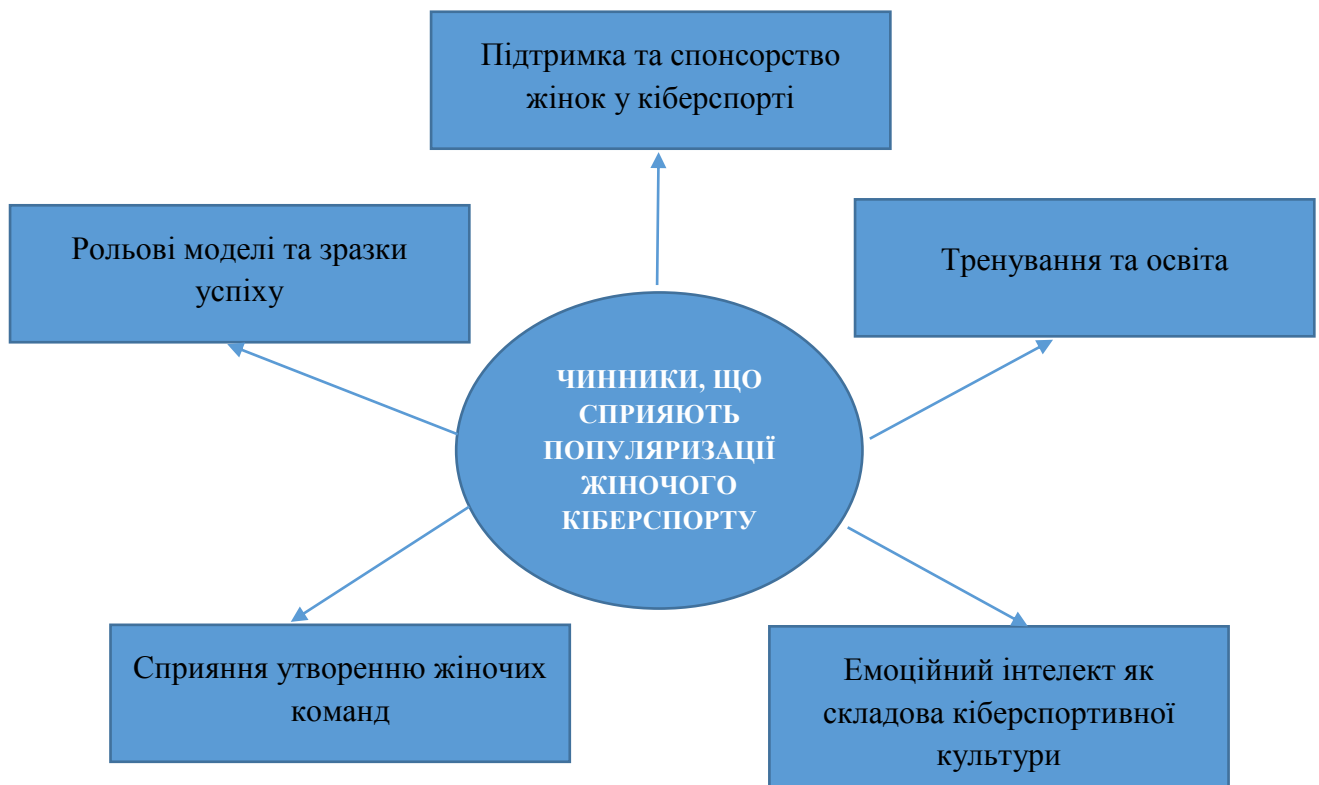 Підтримка та спонсорство
жінок у кіберспорті
Рольові моделі та зразки
успіху
Тренування та освіта
ЧИННИКИ, ЩО
СПРИЯЮТЬ
ПОПУЛЯРИЗАЦІЇ
ЖІНОЧОГО
КІБЕРСПОРТУ
Сприяння утворенню жіночих
команд
Емоційний інтелект як
складова кіберспортивної
культури